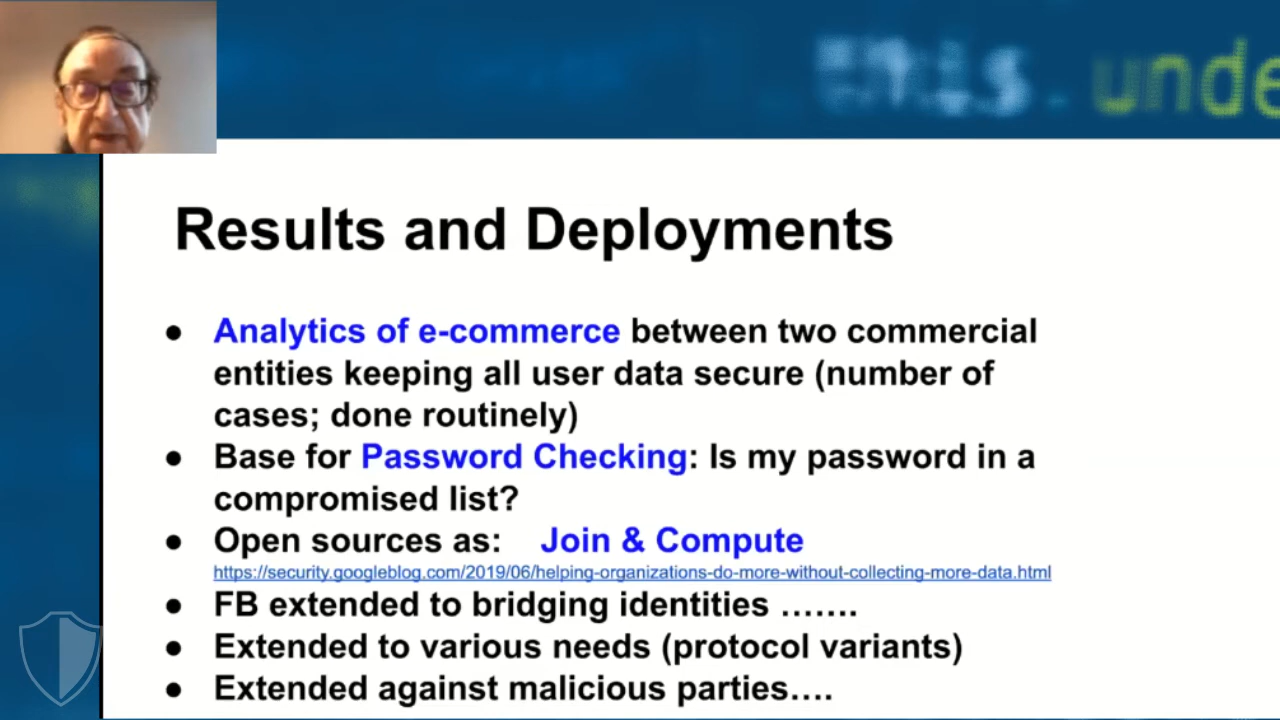 unde
Results and Deployments
● Analytics of e-commerce between two commercial
entities keeping all user data secure (number of
cases; done routinely)
● Base for Password Checking: Is my password in a
compromised list?
● Open sources as: Join & Compute
https://security.googleblog.com/2019/06/helping-organizations-do-more-without-collecting-more-data.html
● FB extended to bridging identities .......
● Extended to various needs (protocol variants)
● Extended against malicious parties....